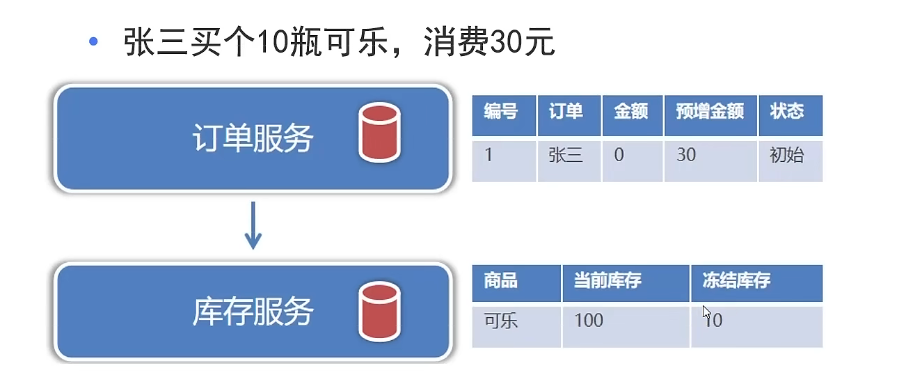 张三买个10瓶可乐，消费30元
订单服务
编号 订单 金额 预增金额 状态
1 张三 0 30 初始
库存服务
商品 当前库存 冻结库存
可乐 100 10